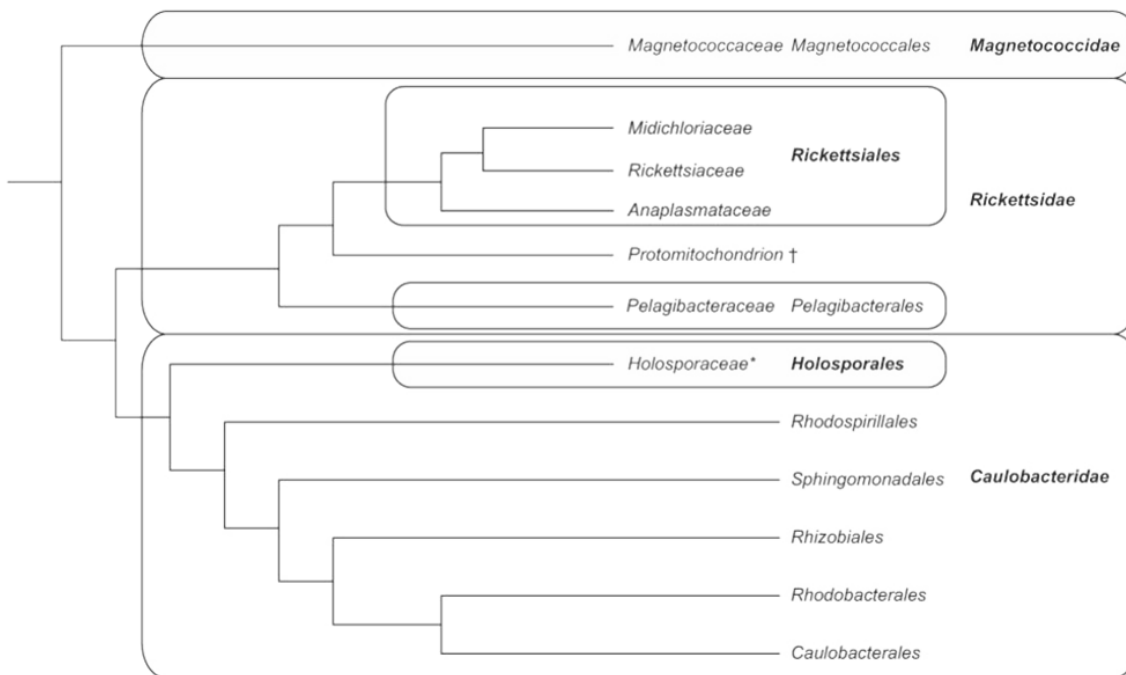 Magnetococcaceae Magnetococcales Magnetococcidae
Midichloriaceae
Rickettsiales
Rickettsiaceae
Rickettsidae
Anaplasmataceae
Protomitochondrion †
Pelagibacteraceae Pelagibacterales
Holosporaceae* Holosporales
Rhodospirillales
Sphingomonadales Caulobacteridae
Rhizobiales
Rhodobacterales
Caulobacterales